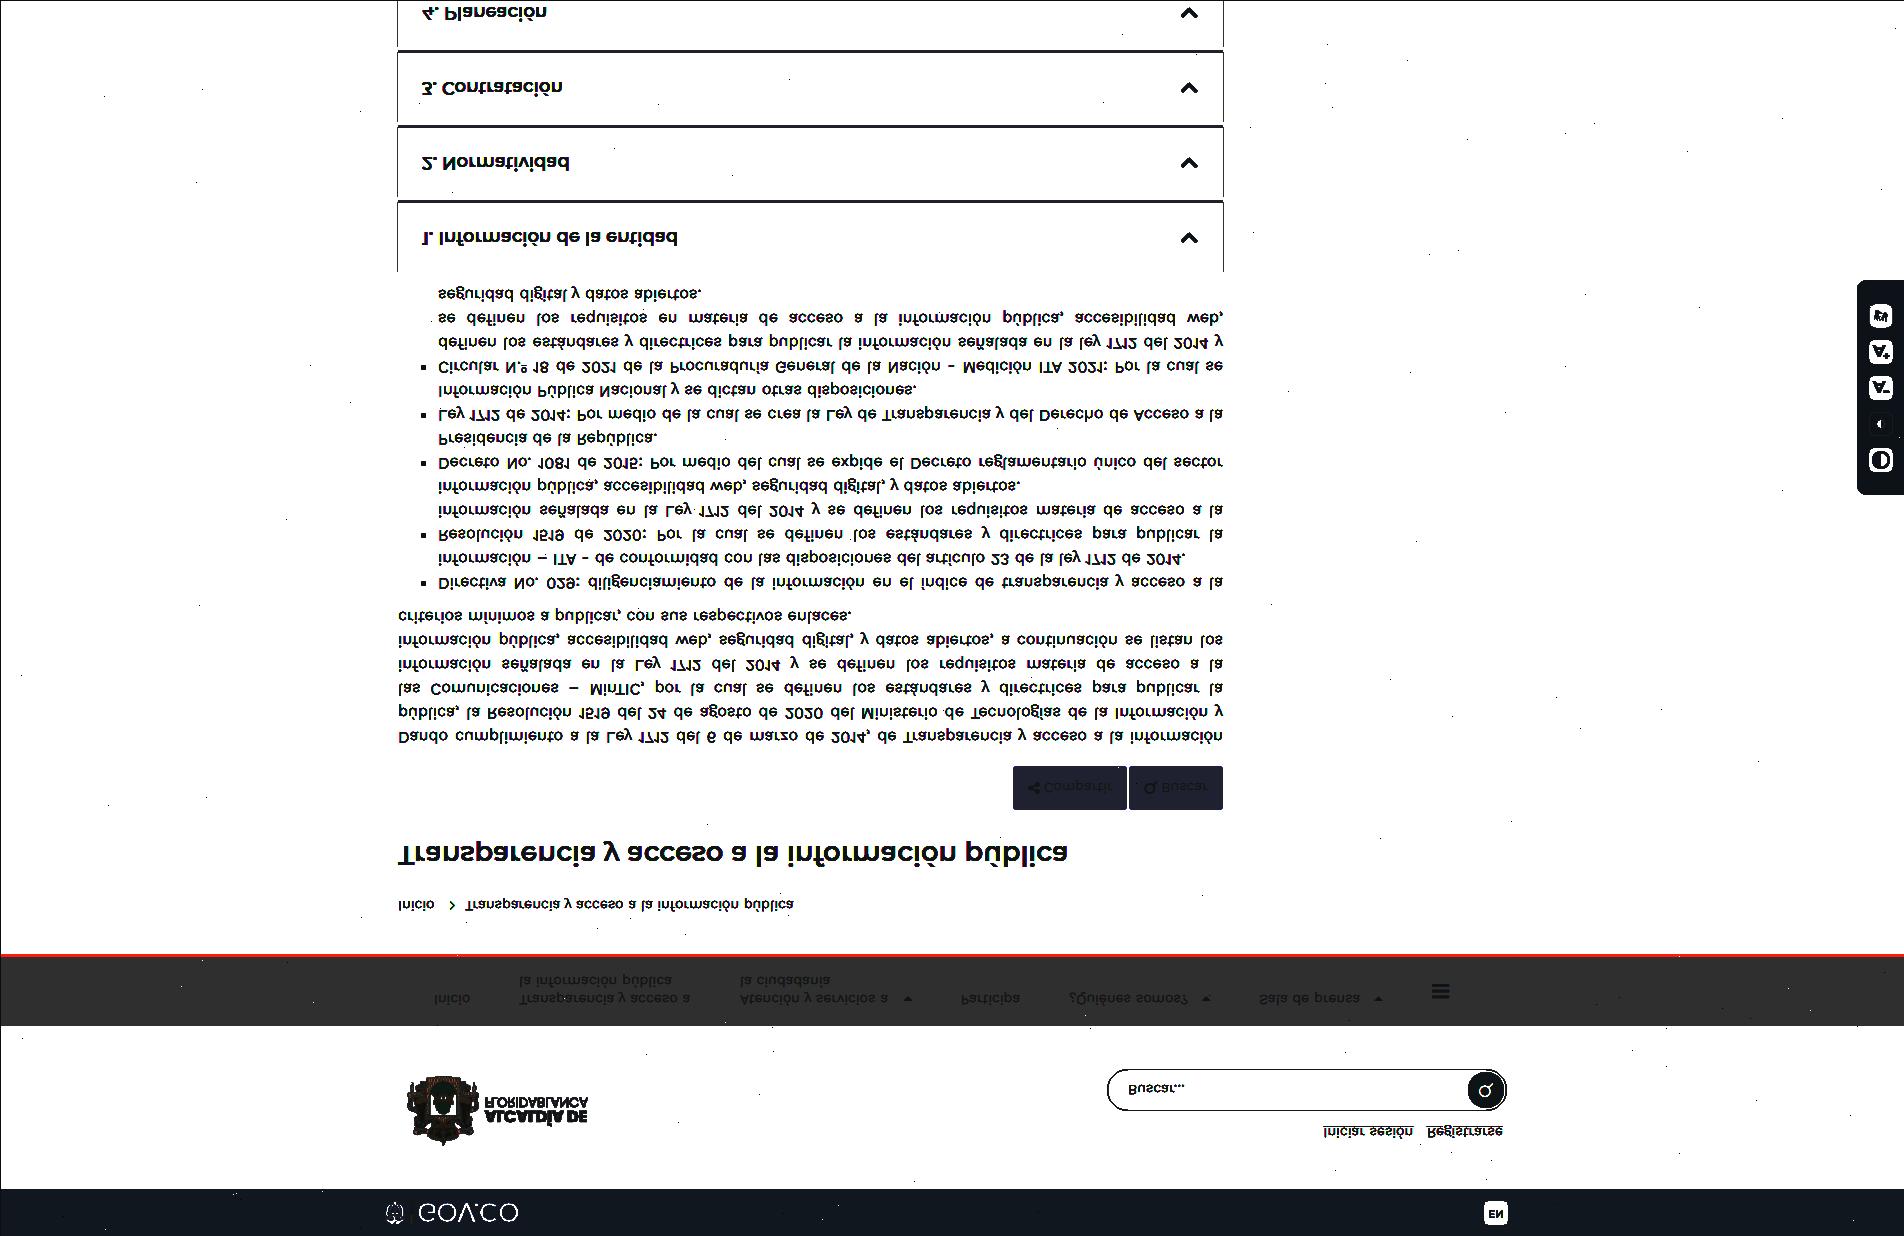 GOV.CO
EN
Iniciar sesión Registrarse
ALCALDÍA DE
FLORIDABLANCA
Buscar...
Inicio
Transparencia y acceso a
la información pública
Atención y servicios a
la ciudadanía
Participa
¿Quiénes somos?
Sala de prensa
Inicio > Transparencia y acceso a la información pública
Transparencia y acceso a la información pública
Compartir Buscar
Dando cumplimiento a la Ley 1712 del 6 de marzo de 2014, de Transparencia y acceso a la información
pública, la Resolución 1519 del 24 de agosto de 2020 del Ministerio de Tecnologías de la Información y
las Comunicaciones – MinTIC, por la cual se definen los estándares y directrices para publicar la
información señalada en la Ley 1712 del 2014 y se definen los requisitos materia de acceso a la
información pública, accesibilidad web, seguridad digital, y datos abiertos, a continuación se listan los
criterios mínimos a publicar, con sus respectivos enlaces.
▪ Directiva No. 029: diligenciamiento de la información en el índice de transparencia y acceso a la
información – ITA – de conformidad con las disposiciones del artículo 23 de la ley 1712 de 2014.
▪ Resolución 1519 de 2020: Por la cual se definen los estándares y directrices para publicar la
información señalada en la Ley 1712 del 2014 y se definen los requisitos materia de acceso a la
información pública, accesibilidad web, seguridad digital, y datos abiertos.
▪ Decreto No. 1081 de 2015: Por medio del cual se expide el Decreto reglamentario único del sector
Presidencia de la República.
▪ Ley 1712 de 2014: Por medio de la cual se crea la Ley de Transparencia y del Derecho de Acceso a la
Información Pública Nacional y se dictan otras disposiciones.
▪ Circular N.º 18 de 2021 de la Procuraduría General de la Nación – Medición ITA 2021: Por la cual se
definen los estándares y directrices para publicar la información señalada en la ley 1712 del 2014 y
se definen los requisitos en materia de acceso a la información pública, accesibilidad web,
seguridad digital y datos abiertos.
1. Información de la entidad
2. Normatividad
3. Contratación
4. Planeación
A-
A+